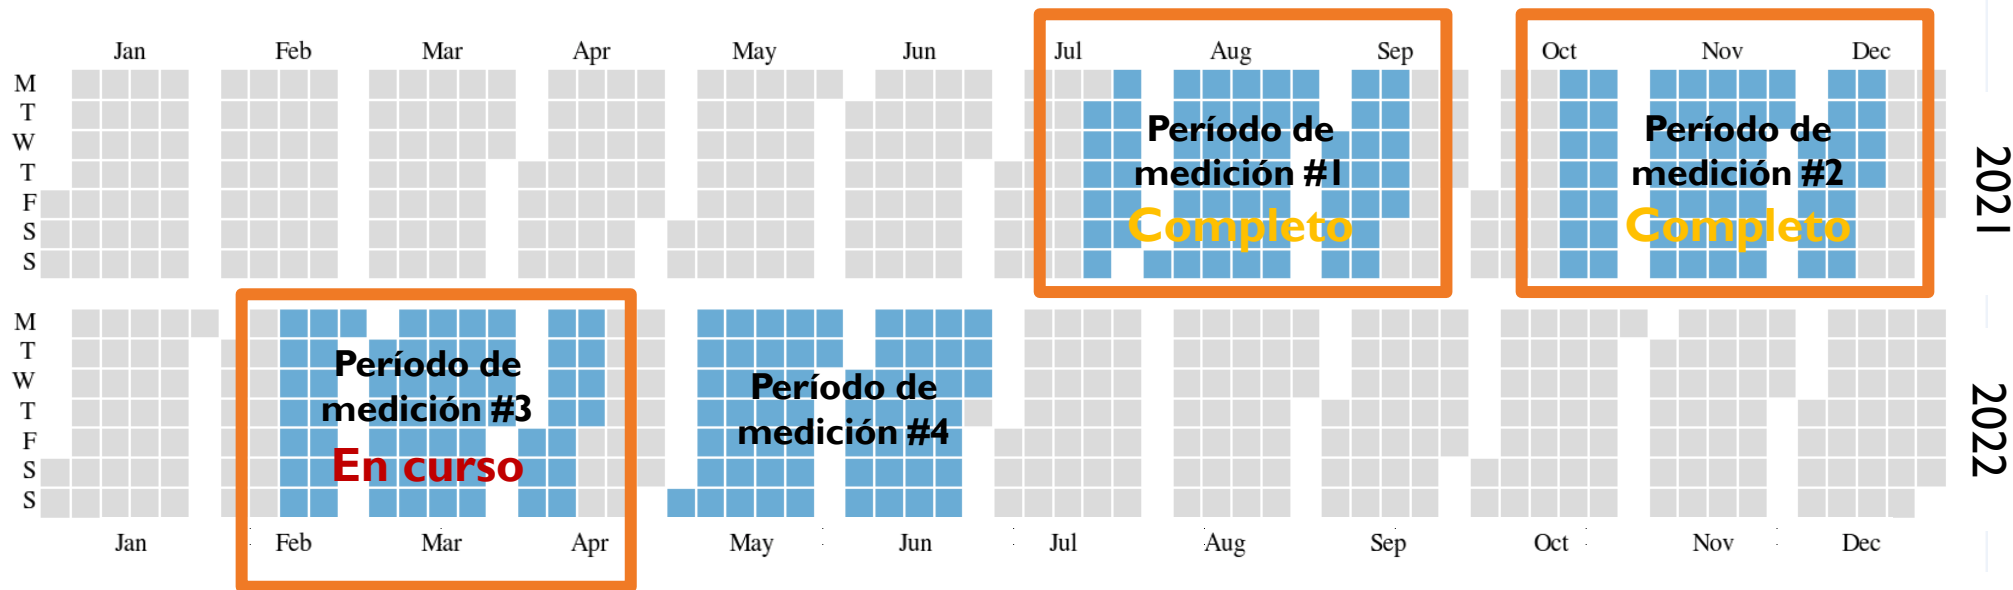 Jan Feb Mar Apr May Jun Jul Aug Sep Oct Nov Dec
M
T
W
T
F
S
S
Período de
medición #1
Completo
Período de
medición #2
Completo
2021
M
T
W
T
F
S
S
Período de
medición #3
En curso
Período de
medición #4
2022
Jan Feb Mar Apr May Jun Jul Aug Sep Oct Nov Dec